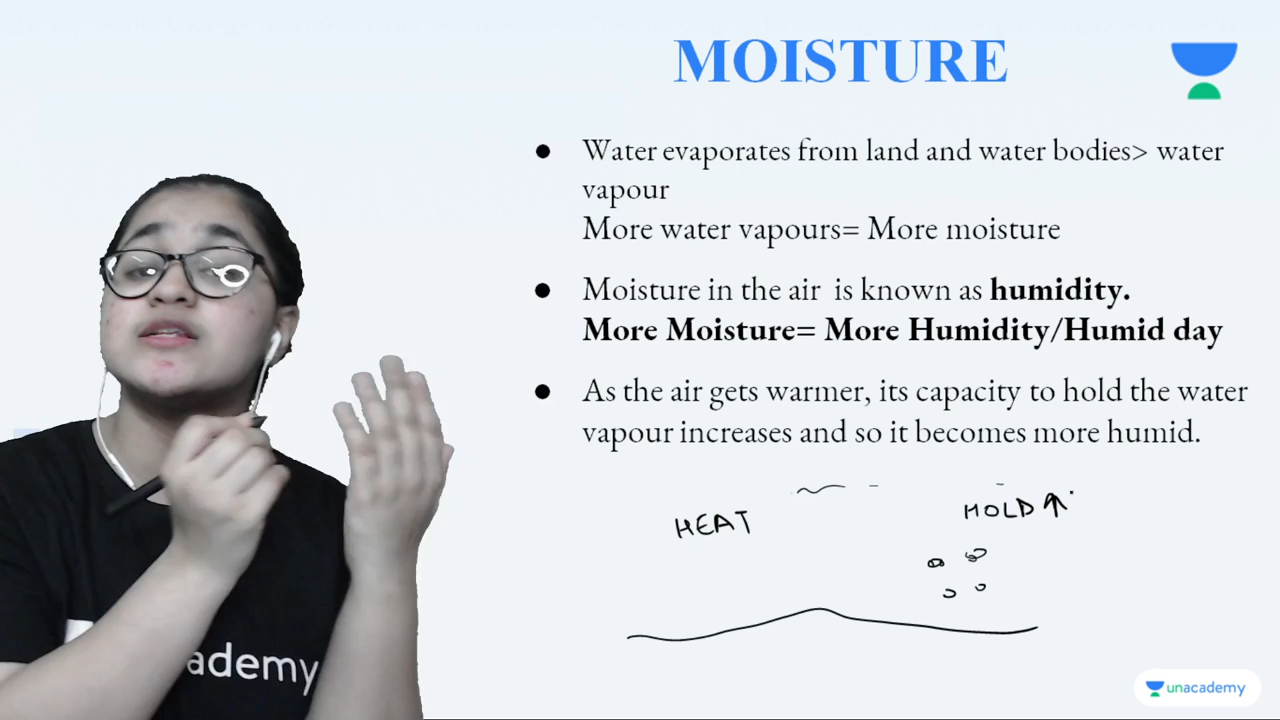 MOISTURE
● Water evaporates from land and water bodies> water
vapour
More water vapours= More moisture
● Moisture in the air is known as humidity.
More Moisture= More Humidity/Humid day
● As the air gets warmer, its capacity to hold the water
vapour increases and so it becomes more humid.
HEAT
HOLD ↑
ademy
unacademy